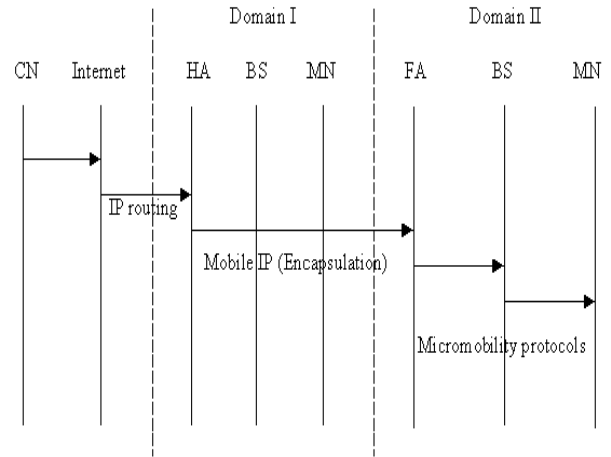 Domain I
Domain II
CN
Internet
HA
BS
MN
FA
BS
MN
IP routing
Mobile IP (Encapsulation)
Micromobility protocols